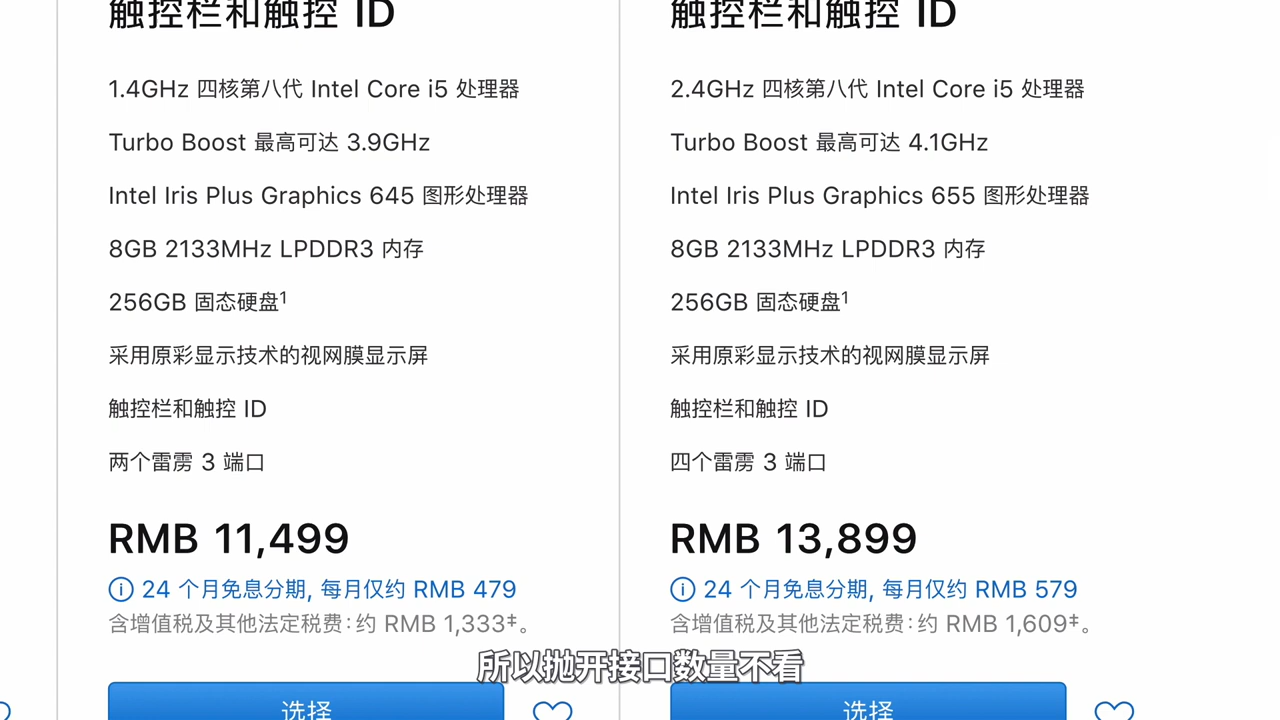 触控栏和触控 ID
1.4GHz 四核第八代 Intel Core i5 处理器
Turbo Boost 最高可达 3.9GHz
Intel Iris Plus Graphics 645 图形处理器
8GB 2133MHz LPDDR3 内存
256GB 固态硬盘¹
采用原彩显示技术的视网膜显示屏
触控栏和触控 ID
两个雷雳 3 端口
RMB 11,499
24 个月免息分期, 每月仅约 RMB 479
含增值税及其他法定税费:约 RMB 1,333‡。
选择
触控栏和触控 ID
2.4GHz 四核第八代 Intel Core i5 处理器
Turbo Boost 最高可达 4.1GHz
Intel Iris Plus Graphics 655 图形处理器
8GB 2133MHz LPDDR3 内存
256GB 固态硬盘¹
采用原彩显示技术的视网膜显示屏
触控栏和触控 ID
四个雷雳 3 端口
RMB 13,899
24 个月免息分期, 每月仅约 RMB 579
含增值税及其他法定税费:约 RMB 1,609‡。
选择
所以抛开接口数量不看